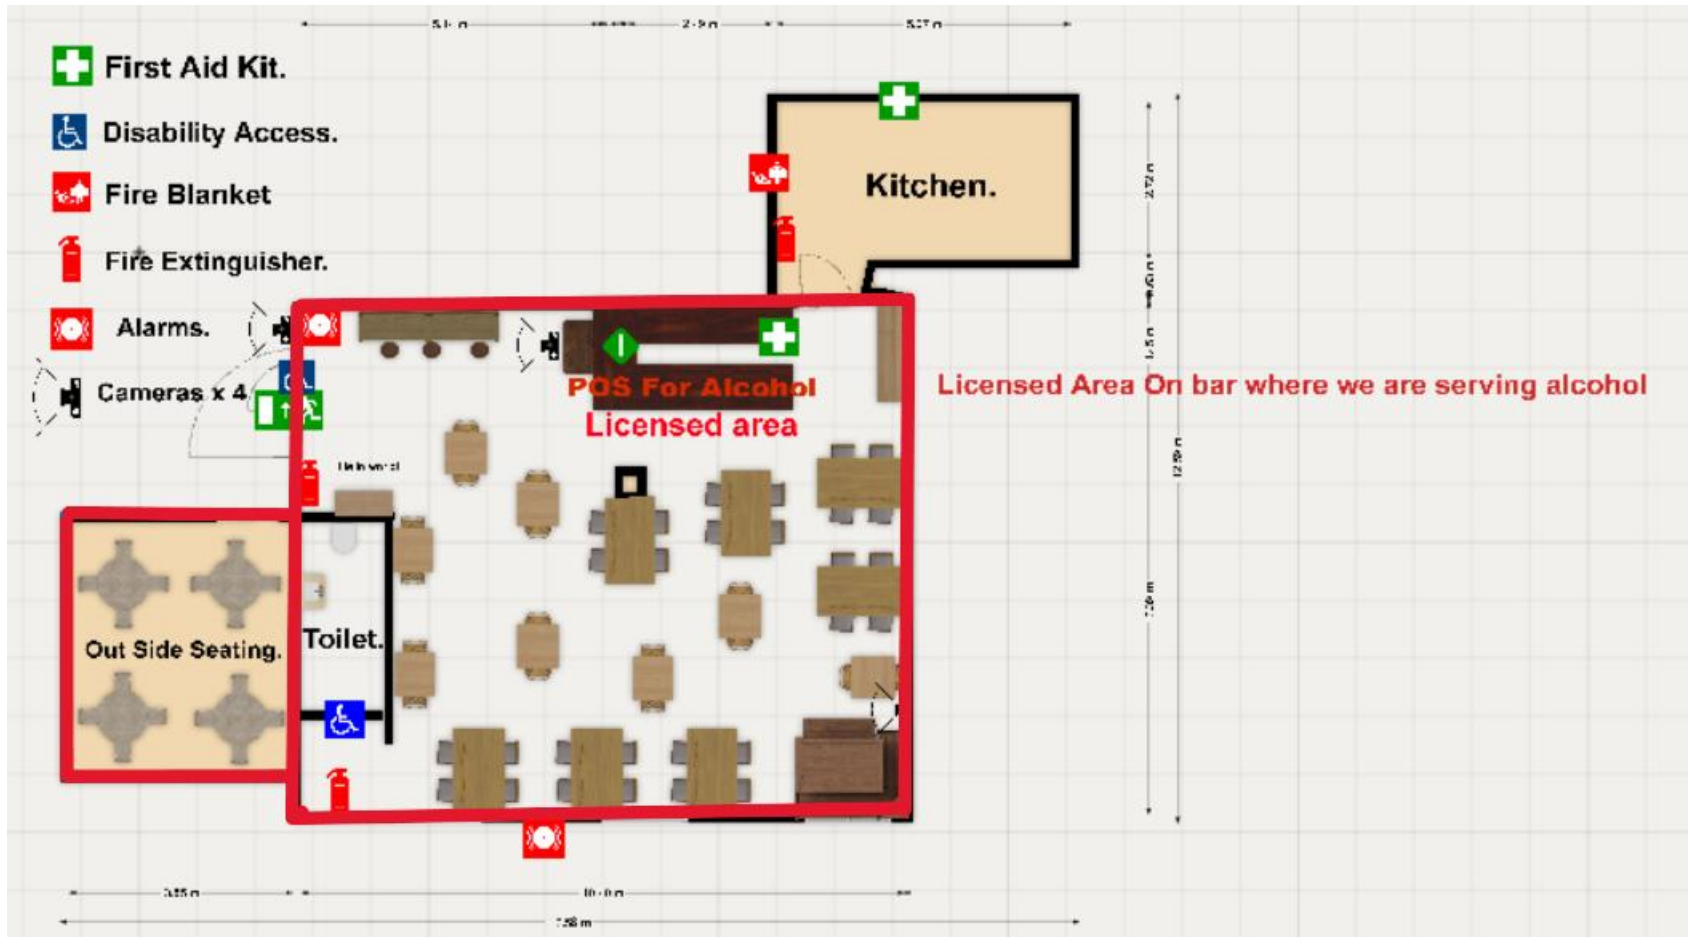 First Aid Kit.
Disability Access.
Fire Blanket
Fire Extinguisher.
Alarms.
Cameras x 4
Kitchen.
POS For Alcohol
Licensed area
Licensed Area On bar where we are serving alcohol
Out Side Seating.
Toilet.